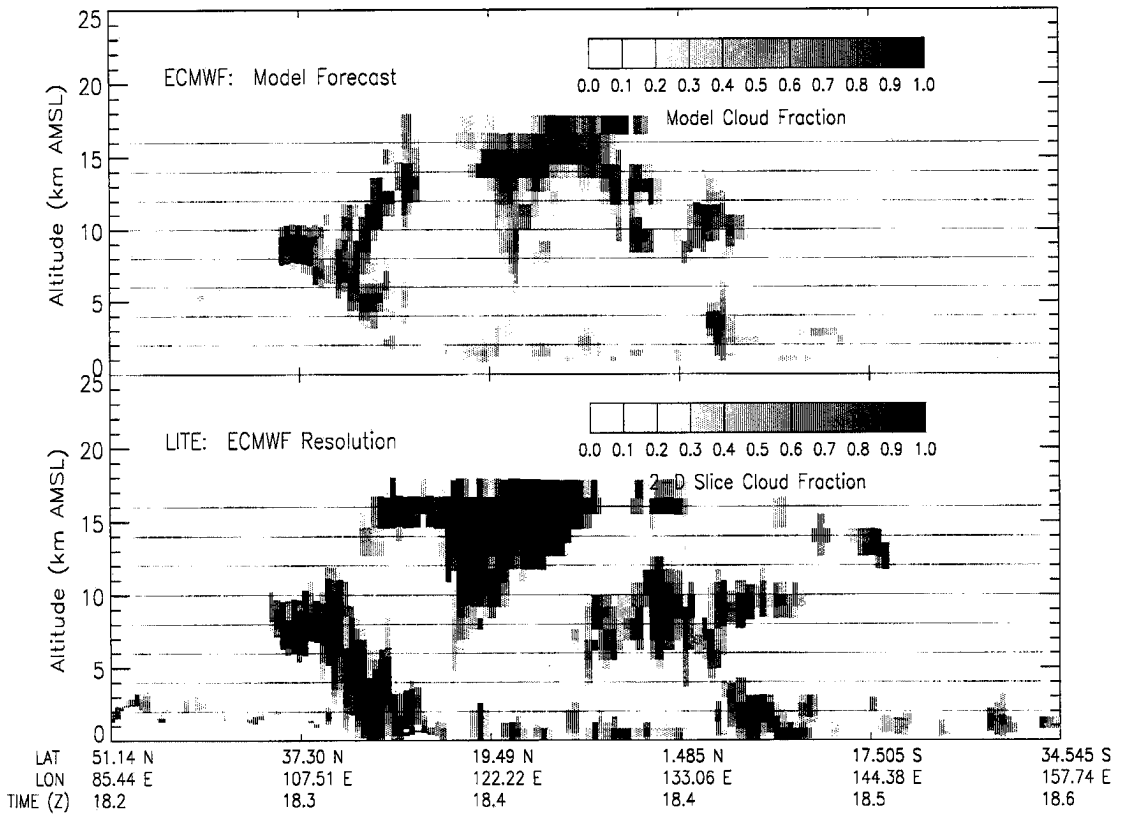 25
20
15
10
5
0
Altitude (km AMSL)
ECMWF: Model Forecast
0.0 0.1 0.2 0.3 0.4 0.5 0.6 0.7 0.8 0.9 1.0
Model Cloud Fraction
25
20
15
10
5
0
Altitude (km AMSL)
LITE: ECMWF Resolution
0.0 0.1 0.2 0.3 0.4 0.5 0.6 0.7 0.8 0.9 1.0
2-D Slice Cloud Fraction
LAT 51.14 N 37.30 N 19.49 N 1.485 N 17.505 S 34.545 S
LON 85.44 E 107.51 E 122.22 E 133.06 E 144.38 E 157.74 E
TIME (Z) 18.2 18.3 18.4 18.4 18.5 18.6